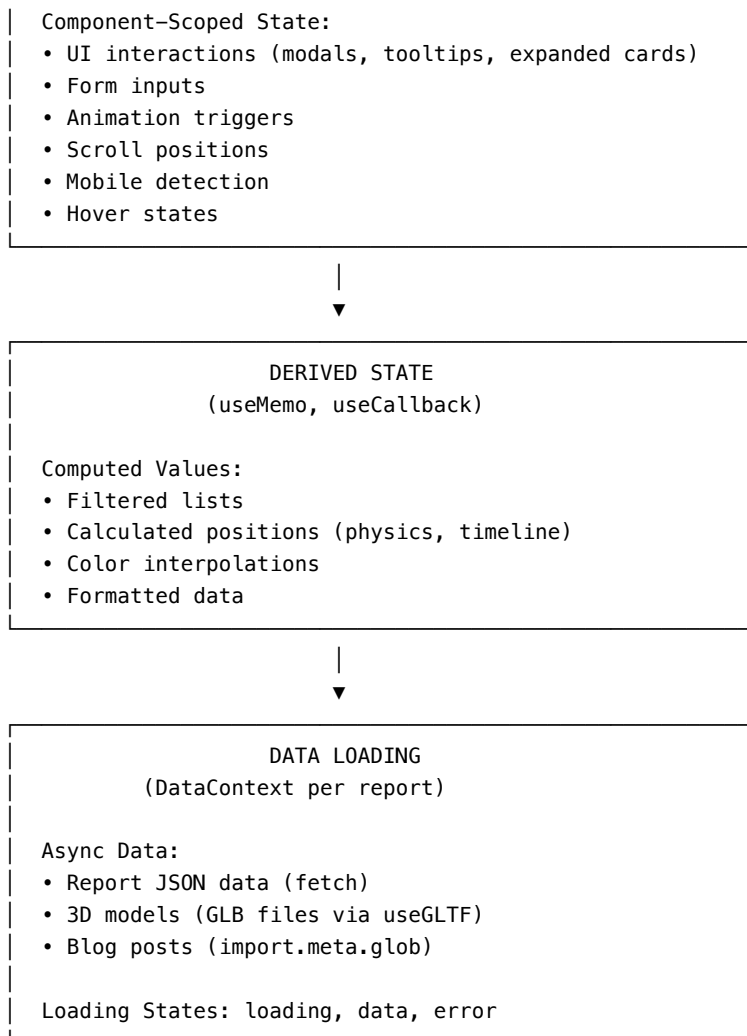 Component-Scoped State:
• UI interactions (modals, tooltips, expanded cards)
• Form inputs
• Animation triggers
• Scroll positions
• Mobile detection
• Hover states
▼
DERIVED STATE
(useMemo, useCallback)
Computed Values:
• Filtered lists
• Calculated positions (physics, timeline)
• Color interpolations
• Formatted data
▼
DATA LOADING
(DataContext per report)
Async Data:
• Report JSON data (fetch)
• 3D models (GLB files via useGLTF)
• Blog posts (import.meta.glob)
Loading States: loading, data, error